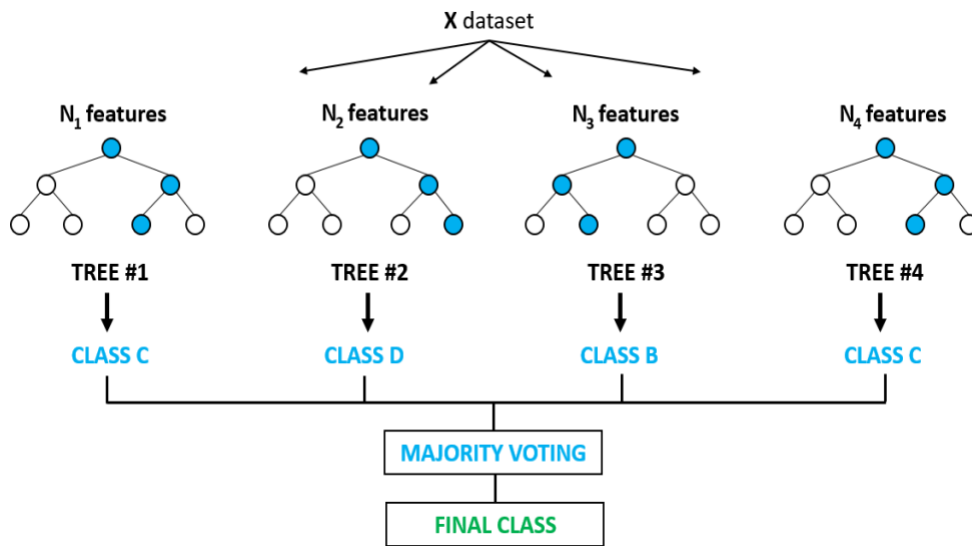 X dataset
N₁ features N₂ features N₃ features N₄ features
TREE #1 TREE #2 TREE #3 TREE #4
CLASS C CLASS D CLASS B CLASS C
MAJORITY VOTING
FINAL CLASS